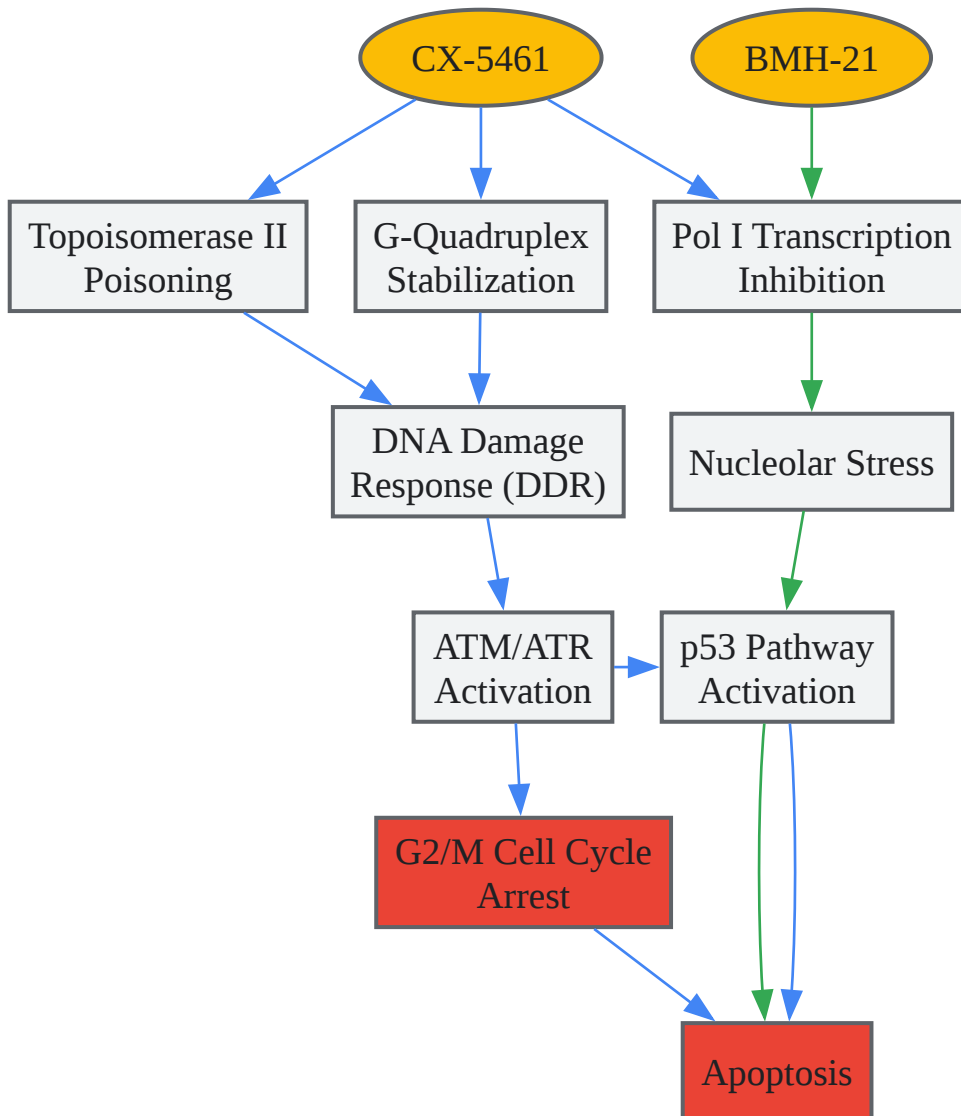 CX-5461
BMH-21
Topoisomerase II
Poisoning
G-Quadruplex
Stabilization
Pol I Transcription
Inhibition
DNA Damage
Response (DDR)
Nucleolar Stress
ATM/ATR
Activation
p53 Pathway
Activation
G2/M Cell Cycle
Arrest
Apoptosis